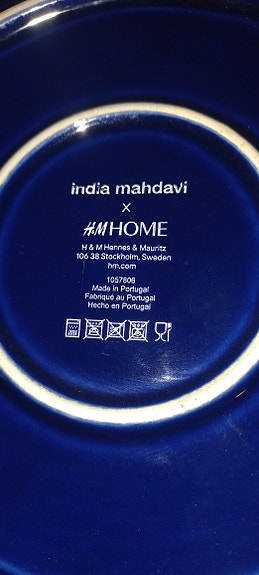 india mahdavi
x
H&M HOME
H & M Hennes & Mauritz
106 38 Stockholm, Sweden
hm.com
1057806
Made in Portugal
Fabriqué au Portugal
Hecho en Portugal